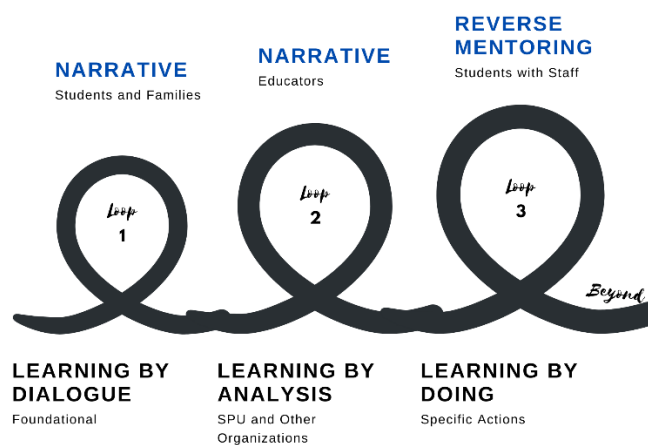 NARRATIVE
Students and Families
NARRATIVE
Educators
REVERSE
MENTORING
Students with Staff
Loop
1
Loop
2
Loop
3
Beyond
LEARNING BY
DIALOGUE
Foundational
LEARNING BY
ANALYSIS
SPU and Other
Organizations
LEARNING BY
DOING
Specific Actions